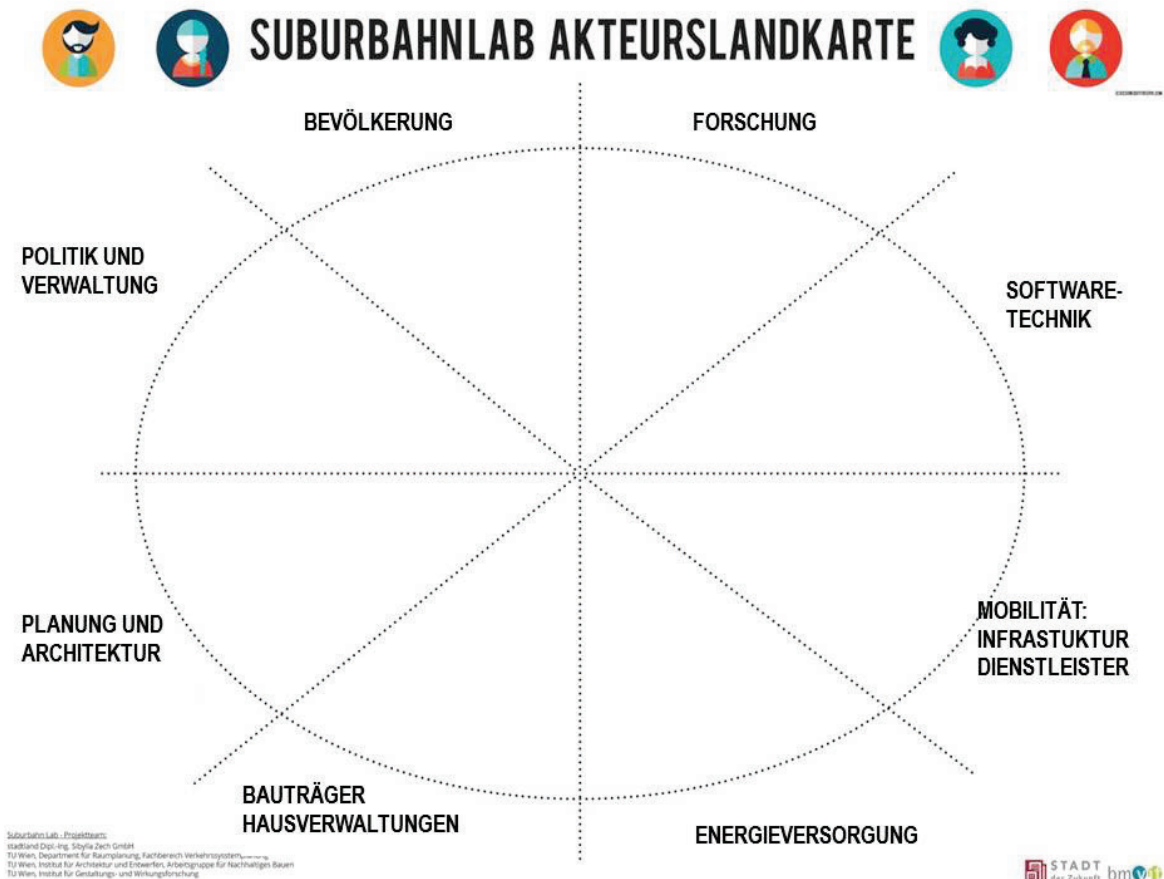 SUBURBAHNLAB AKTEURSLANDKARTE
BEVÖLKERUNG
FORSCHUNG
POLITIK UND
VERWALTUNG
SOFTWARE-
TECHNIK
PLANUNG UND
ARCHITEKTUR
MOBILITÄT:
INFRASTUKTUR
DIENSTLEISTER
BAUTRÄGER
HAUSVERWALTUNGEN
ENERGIEVERSORGUNG
Suburbahn Lab - Projektteam:
stadtland Dipl.-Ing. Sibylla Zech GmbH
TU Wien, Department für Raumplanung, Fachbereich
TU Wien, Institut für Architektur und Entwerfen, Arbeitsgruppe für Nachhaltiges Bauen
TU Wien, Institut für Gestaltungs- und Wirkungsforschung
STADT
der Zukunft
bmvit